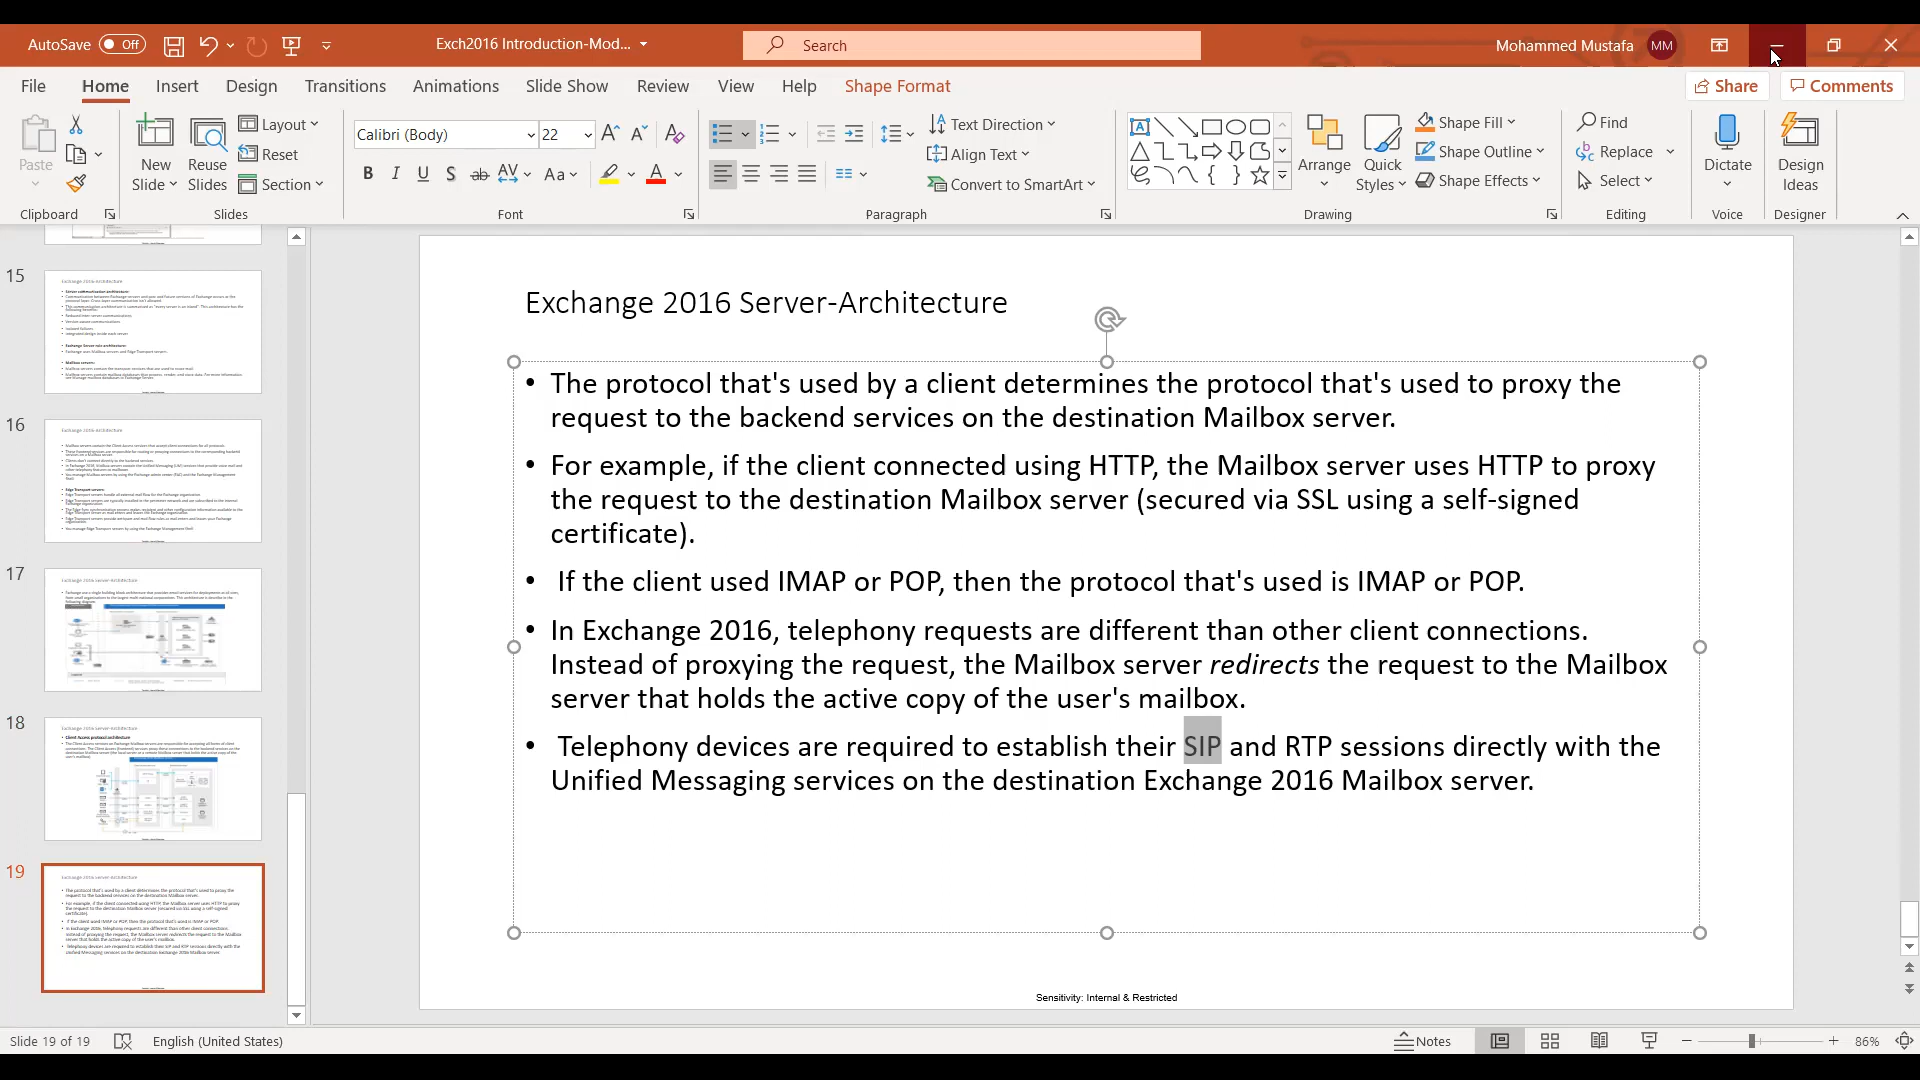 AutoSave Off
Exch2016 Introduction-Mod...
Search
Mohammed Mustafa MM
File Home Insert Design Transitions Animations Slide Show Review View Help Shape Format
Share Comments
Paste
New Slide
Reuse Slides
Layout
Reset
Section
Calibri (Body) 22
B I U S ab AV Aa A
Text Direction
Align Text
Convert to SmartArt
Arrange
Quick Styles
Shape Fill
Shape Outline
Shape Effects
Find
Replace
Select
Dictate
Design Ideas
Clipboard Slides Font Paragraph Drawing Editing Voice Designer
15
16
17
18
19
Exchange 2016 Server-Architecture
• The protocol that's used by a client determines the protocol that's used to proxy the
request to the backend services on the destination Mailbox server.
• For example, if the client connected using HTTP, the Mailbox server uses HTTP to proxy
the request to the destination Mailbox server (secured via SSL using a self-signed
certificate).
• If the client used IMAP or POP, then the protocol that's used is IMAP or POP.
• In Exchange 2016, telephony requests are different than other client connections.
Instead of proxying the request, the Mailbox server redirects the request to the Mailbox
server that holds the active copy of the user's mailbox.
• Telephony devices are required to establish their SIP and RTP sessions directly with the
Unified Messaging services on the destination Exchange 2016 Mailbox server.
Sensitivity: Internal & Restricted
Slide 19 of 19 English (United States) Notes 86%